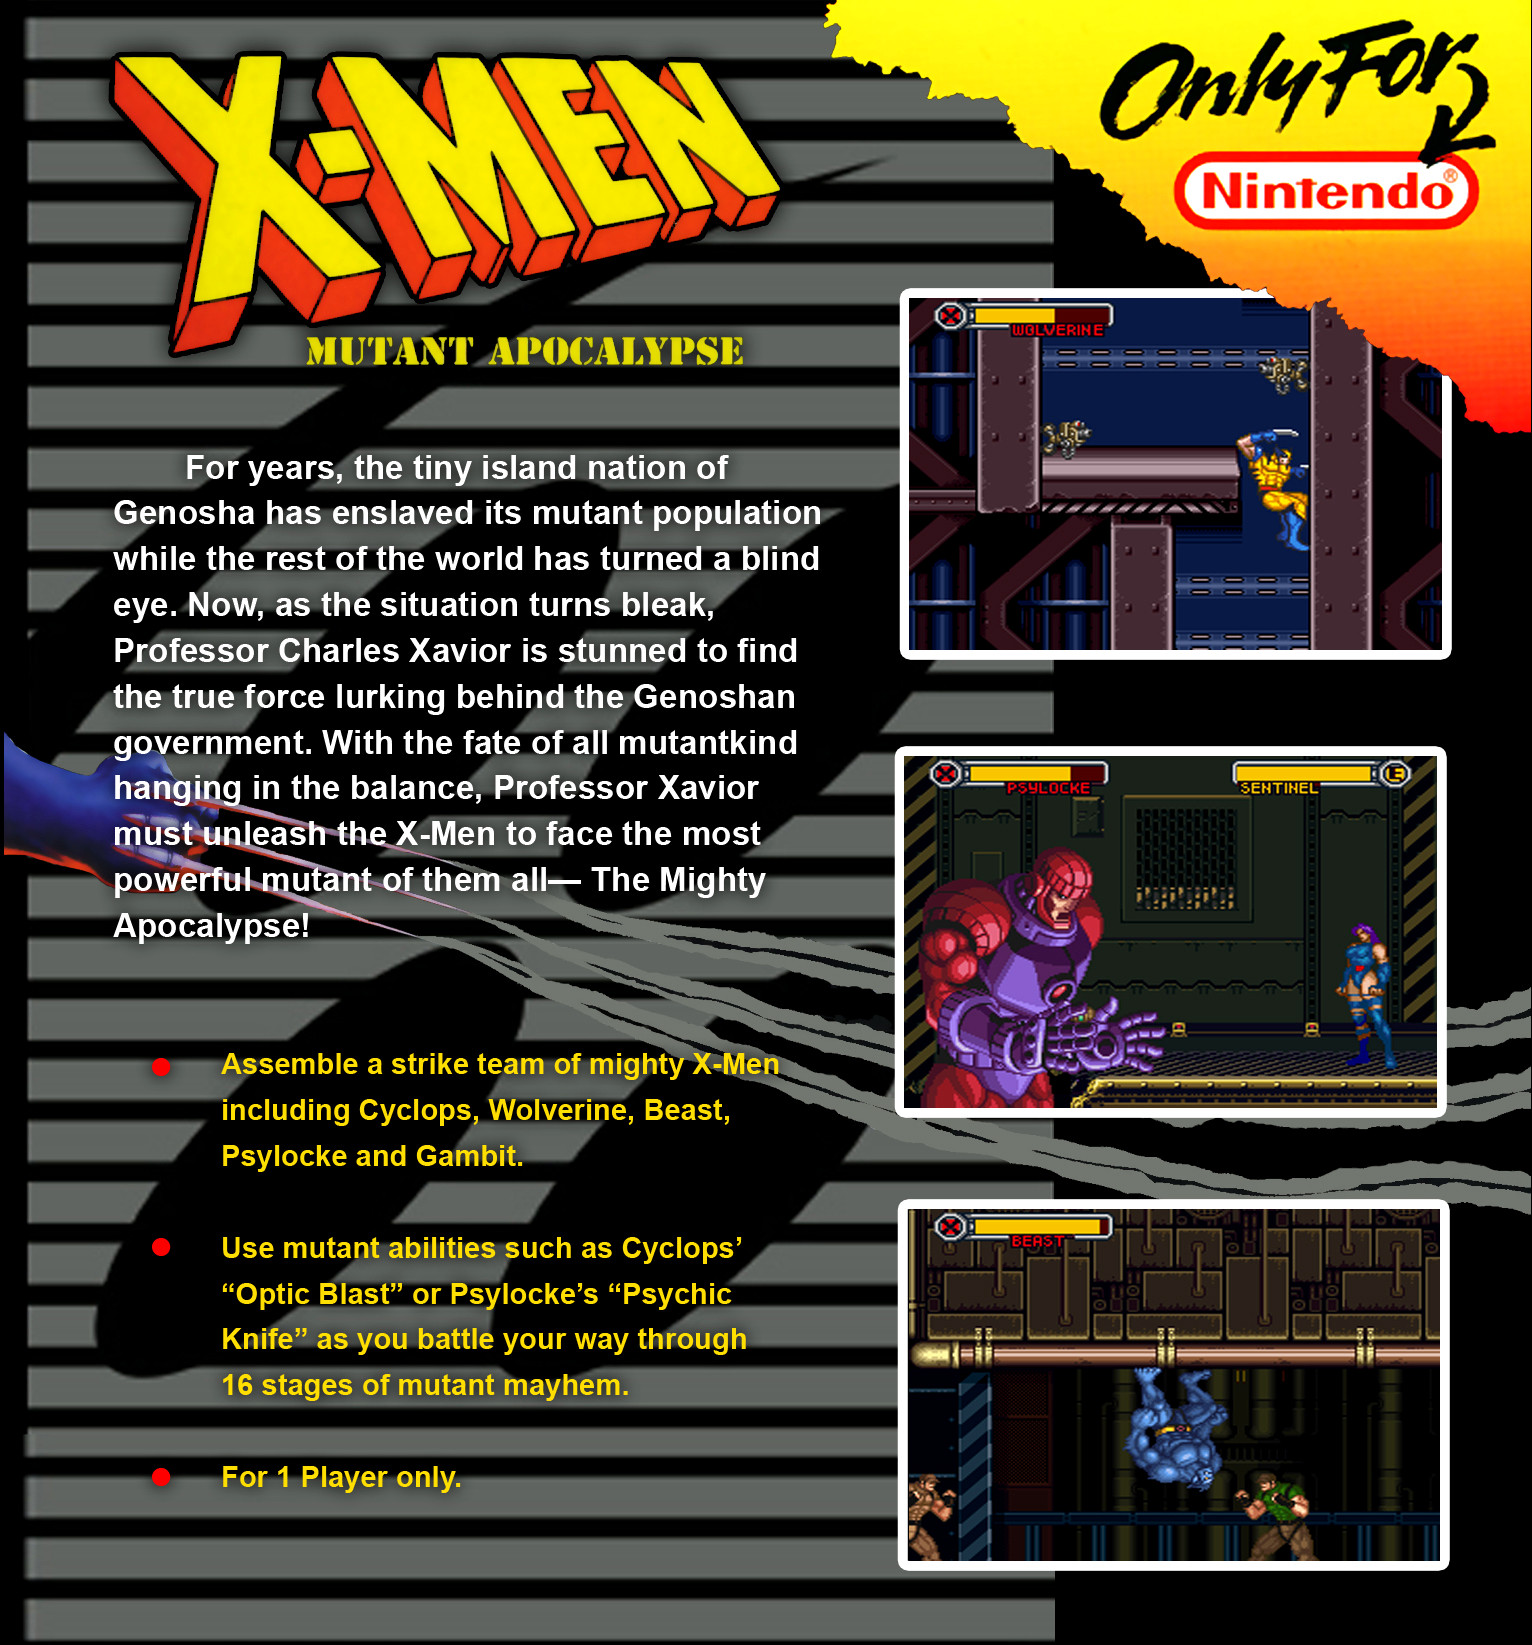 X-MEN
MUTANT APOCALYPSE
Only For
Nintendo®
For years, the tiny island nation of
Genosha has enslaved its mutant population
while the rest of the world has turned a blind
eye. Now, as the situation turns bleak,
Professor Charles Xavior is stunned to find
the true force lurking behind the Genoshan
government. With the fate of all mutantkind
hanging in the balance, Professor Xavior
must unleash the X-Men to face the most
powerful mutant of them all— The Mighty
Apocalypse!
Assemble a strike team of mighty X-Men
including Cyclops, Wolverine, Beast,
Psylocke and Gambit.
Use mutant abilities such as Cyclops’
“Optic Blast” or Psylocke’s “Psychic
Knife” as you battle your way through
16 stages of mutant mayhem.
For 1 Player only.
WOLVERINE
PSYLOCKE
SENTINEL
E
BEAST